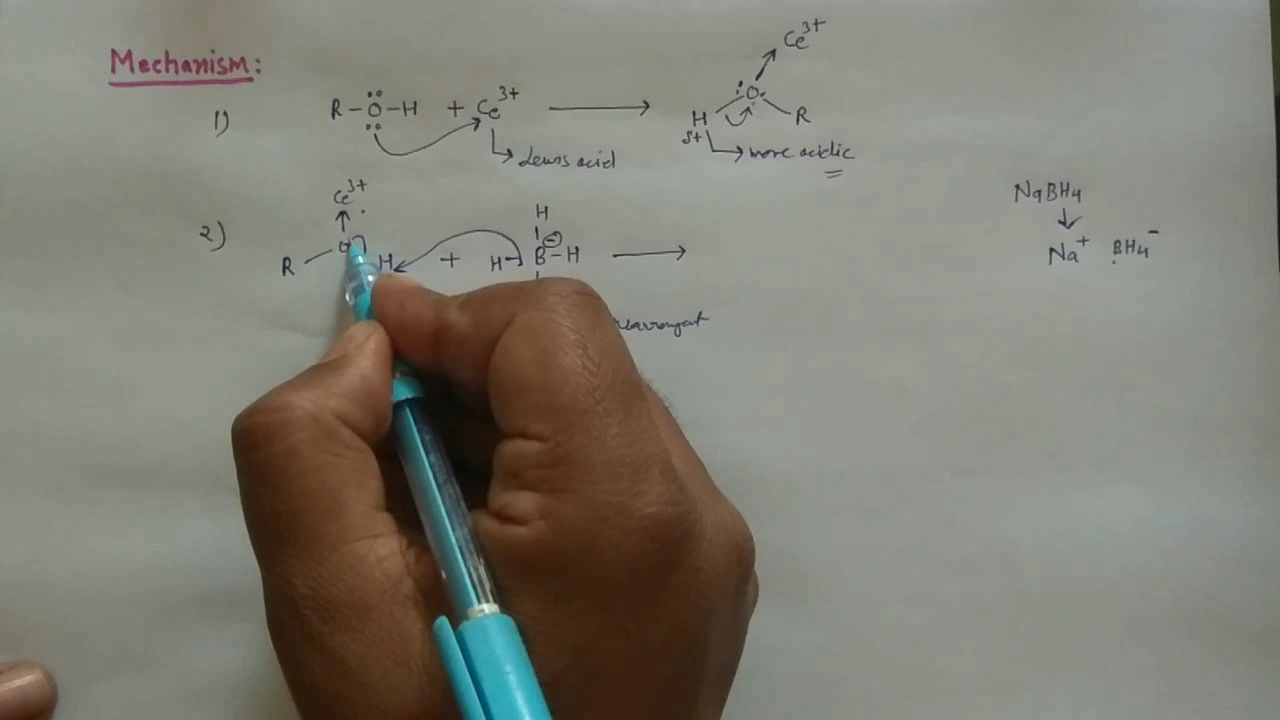 Mechanism:
1) R-O-H + Ce3+ → H O R Ce3+
δ+
Lewis acid
more acidic
2) Ce3+
R O H + H-B-H →
H
NaBH4
Na+ BH4-